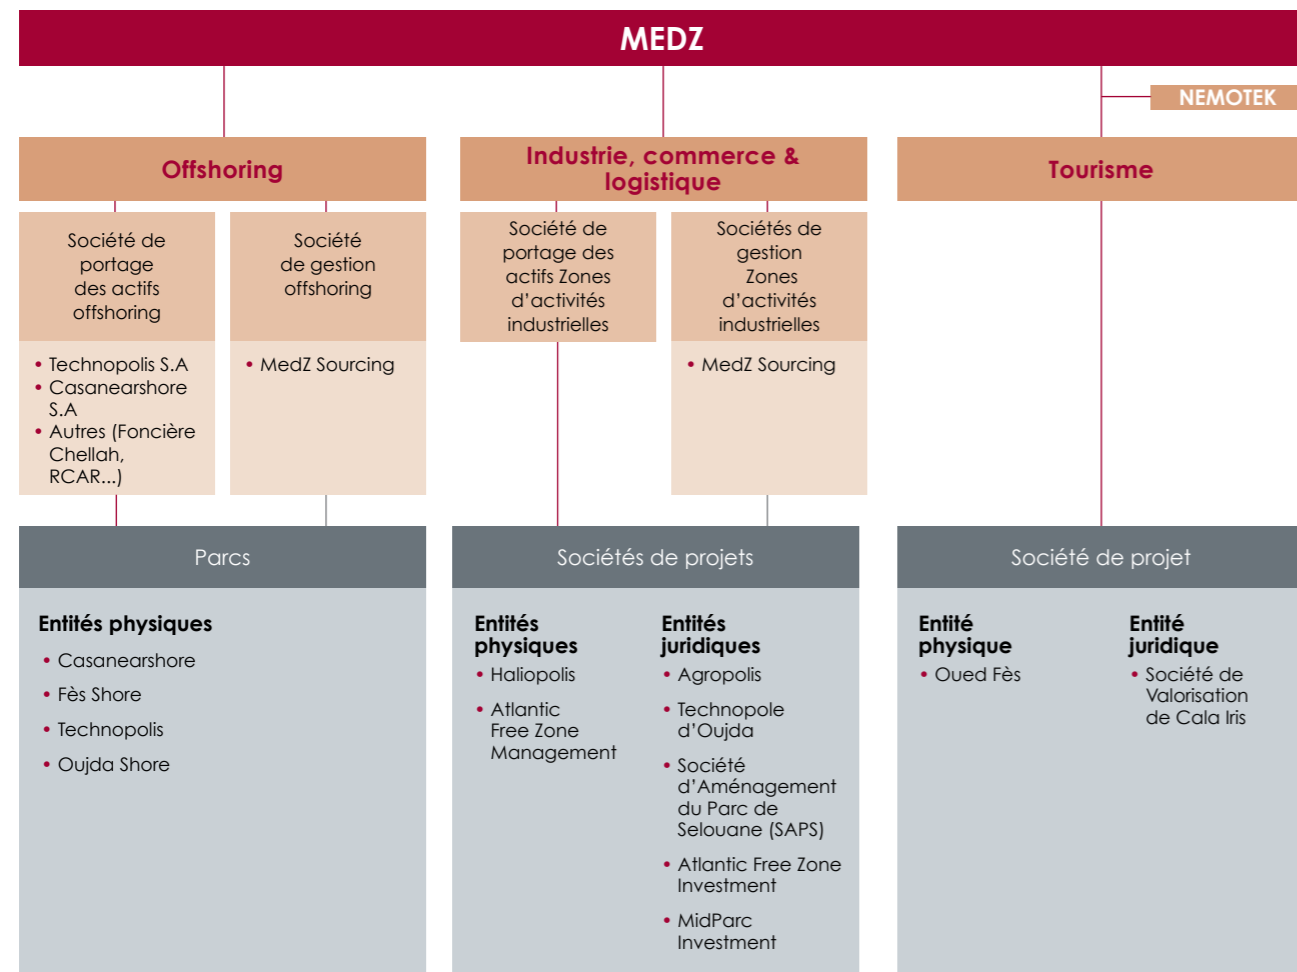 MEDZ
NEMOTEK
Offshoring
Industrie, commerce &
logistique
Tourisme
Société de
portage
des actifs
offshoring
Société
de gestion
offshoring
Société de
portage des
actifs Zones
d’activités
industrielles
Sociétés de
gestion
Zones
d’activités
industrielles
• Technopolis S.A
• Casanearshore
S.A
• Autres (Foncière
Chellah,
RCAR...)
• MedZ Sourcing
• MedZ Sourcing
Parcs
Entités physiques
• Casanearshore
• Fès Shore
• Technopolis
• Oujda Shore
Sociétés de projets
Entités
physiques
• Haliopolis
• Atlantic
Free Zone
Management
Entités
juridiques
• Agropolis
• Technopole
d’Oujda
• Société
d’Aménagement
du Parc de
Selouane (SAPS)
• Atlantic Free Zone
Investment
• MidParc
Investment
Société de projet
Entité
physique
• Oued Fès
Entité
juridique
• Société de
Valorisation
de Cala Iris